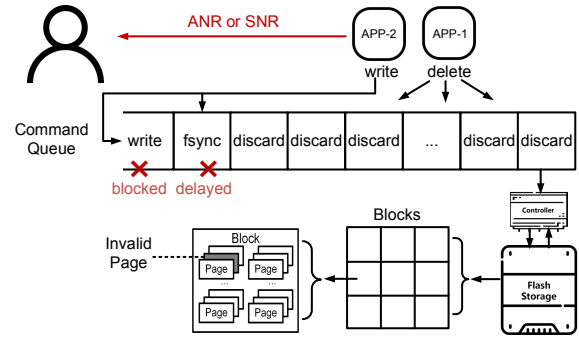 ANR or SNR
APP-2
APP-1
write
delete
Command
Queue
write
fsync
discard
discard
discard
...
discard
discard
blocked
delayed
Controller
Blocks
Invalid
Page
Block
Page
Page
...
...
Page
Page
Flash
Storage